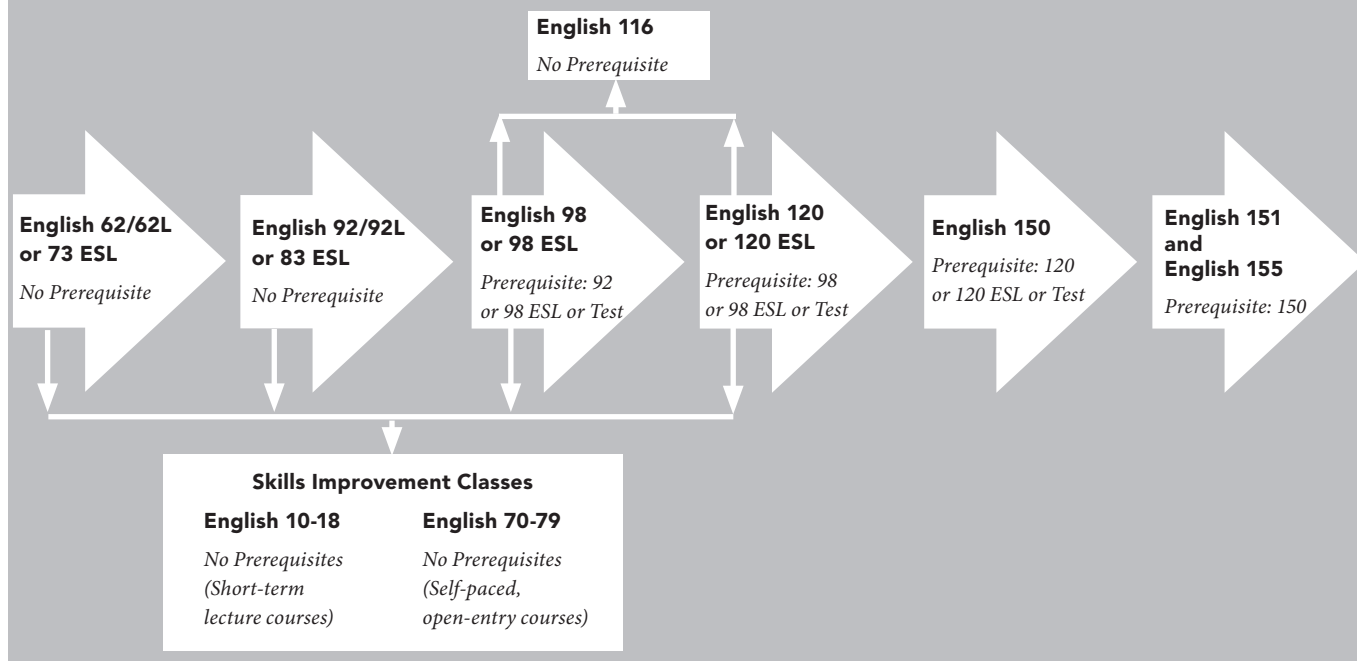 English 116
No Prerequisite
English 62/62L
or 73 ESL
No Prerequisite
English 92/92L
or 83 ESL
No Prerequisite
English 98
or 98 ESL
Prerequisite: 92
or 98 ESL or Test
English 120
or 120 ESL
Prerequisite: 98
or 98 ESL or Test
English 150
Prerequisite: 120
or 120 ESL or Test
English 151
and
English 155
Prerequisite: 150
Skills Improvement Classes
English 10-18
No Prerequisites
(Short-term
lecture courses)
English 70-79
No Prerequisites
(Self-paced,
open-entry courses)